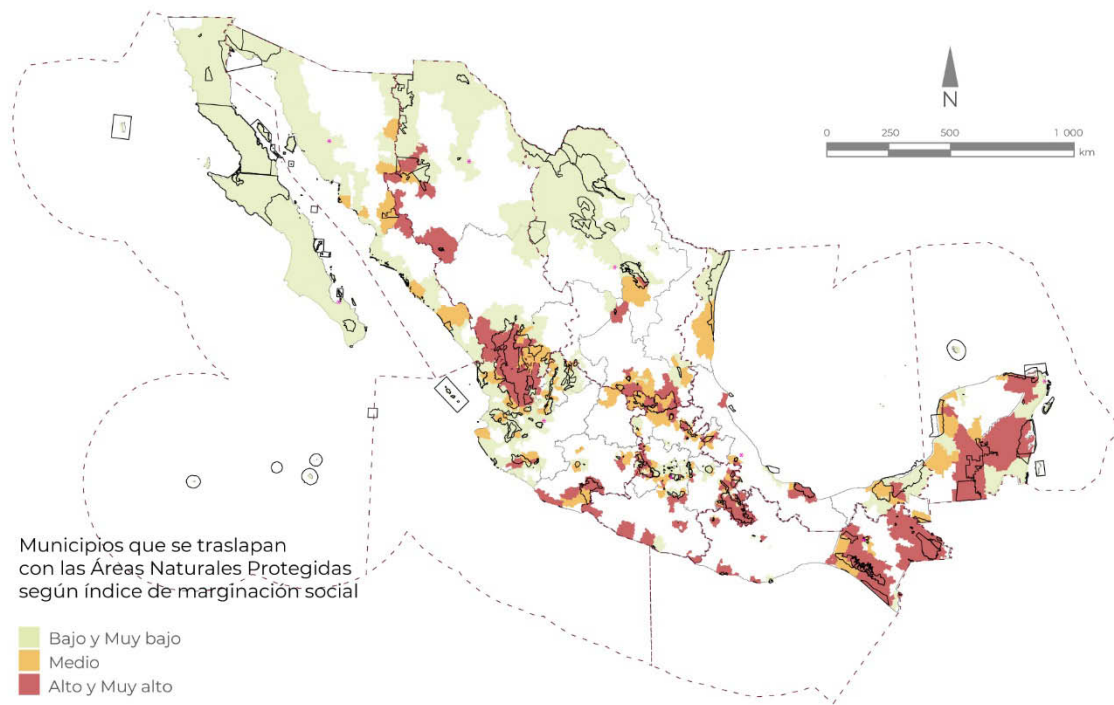 N
0 250 500 1 000
km
Municipios que se traslapan
con las Áreas Naturales Protegidas
según índice de marginación social
Bajo y Muy bajo
Medio
Alto y Muy alto